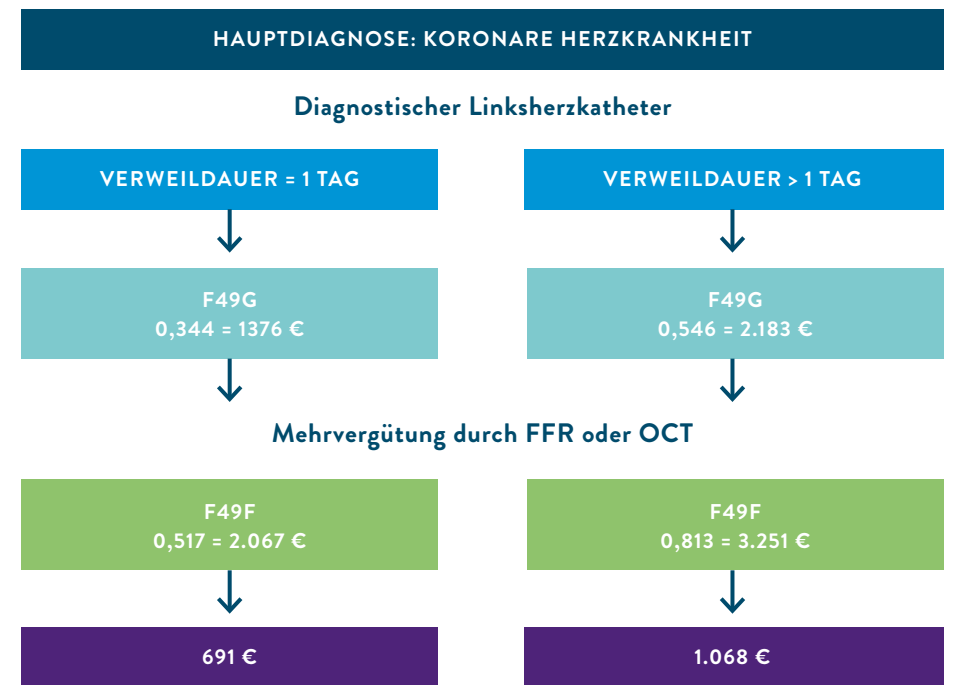 HAUPTDIAGNOSE: KORONARE HERZKRANKHEIT
Diagnostischer Linksherzkatheter
VERWEILDAUER = 1 TAG
VERWEILDAUER > 1 TAG
F49G
0,344 = 1376 €
F49G
0,546 = 2.183 €
Mehrvergütung durch FFR oder OCT
F49F
0,517 = 2.067 €
F49F
0,813 = 3.251 €
691 €
1.068 €